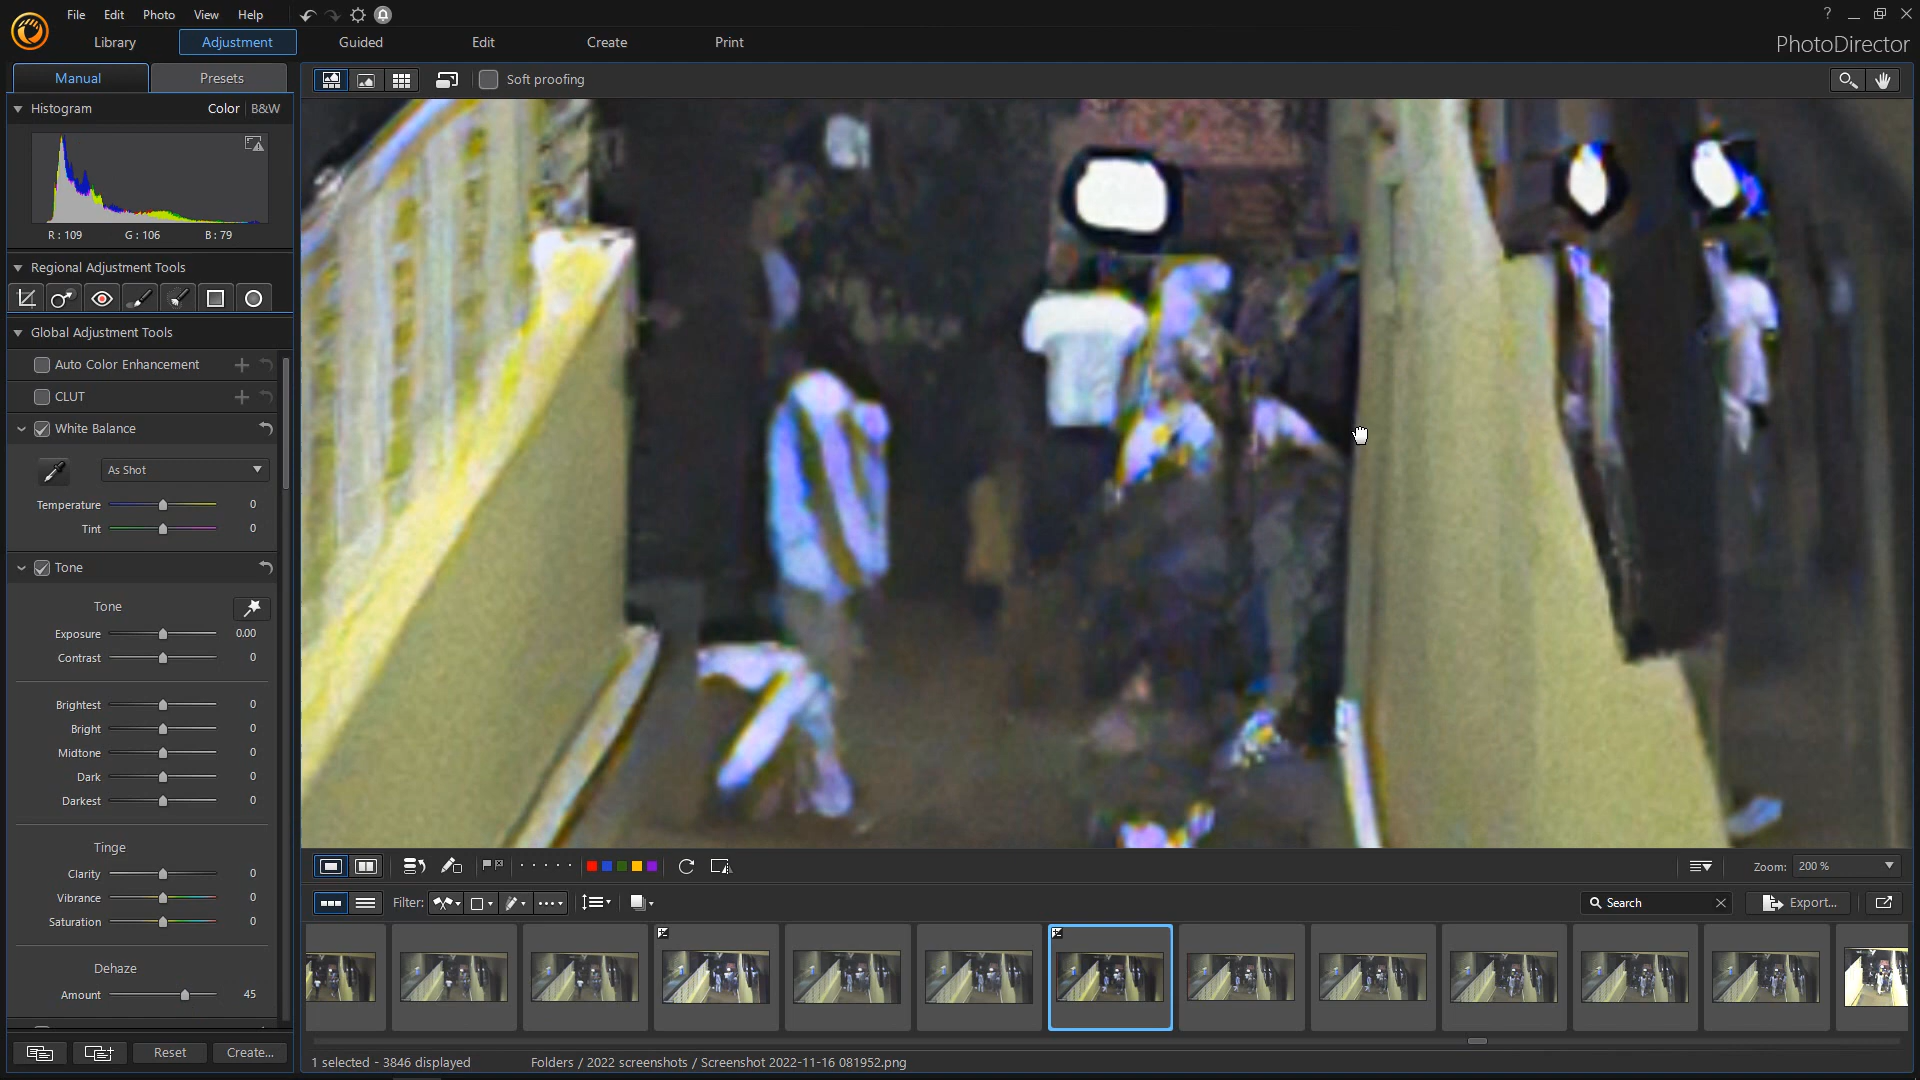 File Edit Photo View Help
?
Library Adjustment Guided Edit Create Print
PhotoDirector
Manual Presets
Soft proofing
Histogram Color B&W
R : 109 G : 106 B : 79
Regional Adjustment Tools
Global Adjustment Tools
Auto Color Enhancement
CLUT
White Balance
As Shot
Temperature 0
Tint 0
Tone
Tone
Exposure 0.00
Contrast 0
Brightest 0
Bright 0
Midtone 0
Dark 0
Darkest 0
Tinge
Clarity 0
Vibrance 0
Saturation 0
Dehaze
Amount 45
Reset Create...
Zoom: 200 %
Filter:
Search
Export...
1 selected - 3846 displayed Folders / 2022 screenshots / Screenshot 2022-11-16 081952.png